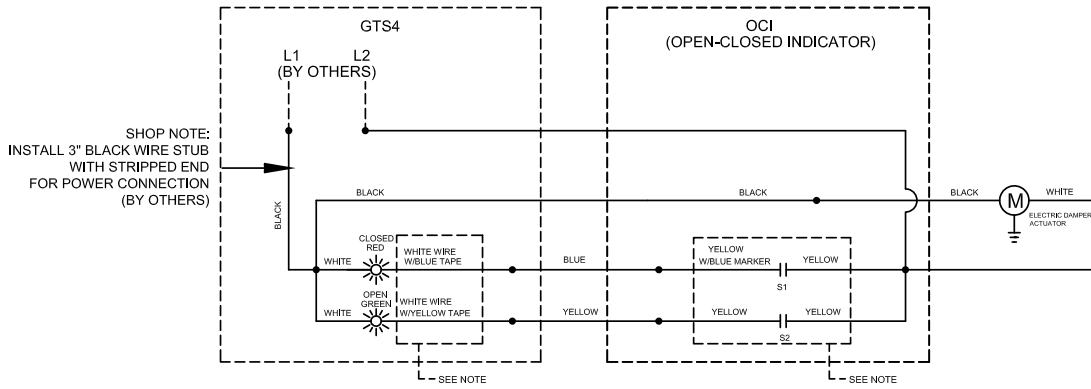 GTS4
OCI
(OPEN-CLOSED INDICATOR)
L1 L2
(BY OTHERS)
SHOP NOTE:
INSTALL 3" BLACK WIRE STUB
WITH STRIPPED END
FOR POWER CONNECTION
(BY OTHERS)
BLACK
BLACK
BLACK
BLACK
WHITE
M
ELECTRIC DAMPER
ACTUATOR
WHITE
CLOSED
RED
WHITE WIRE
W/BLUE TAPE
BLUE
YELLOW
W/BLUE MARKER
YELLOW
S1
WHITE
OPEN
GREEN
WHITE WIRE
W/YELLOW TAPE
YELLOW
YELLOW
YELLOW
S2
SEE NOTE
SEE NOTE